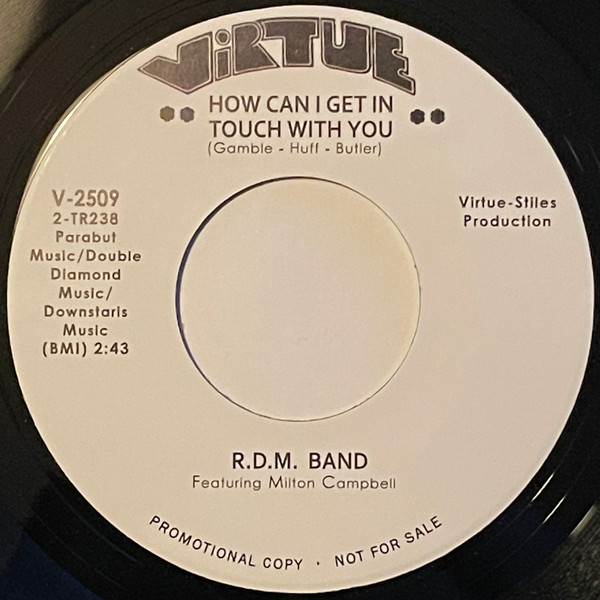 ViRTUE
HOW CAN I GET IN
TOUCH WITH YOU
(Gamble - Huff - Butler)
V-2509
2-TR238
Parabut
Music/Double
Diamond
Music/
Downstaris
Music
(BMI) 2:43
Virtue-Stiles
Production
R.D.M. BAND
Featuring Milton Campbell
PROMOTIONAL COPY · NOT FOR SALE